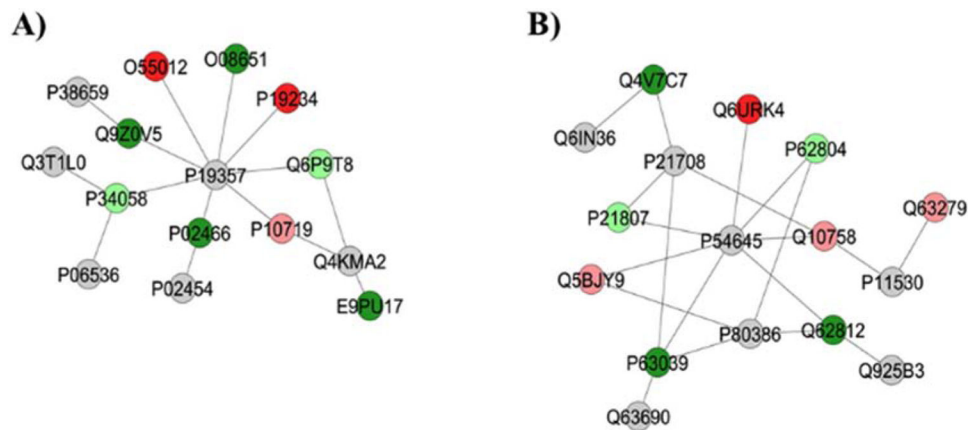 A)
O55012
O08651
P38659
P19234
Q9Z0V5
Q3T1L0
P19357
Q6P9T8
P34058
P02466
P10719
P06536
P02454
Q4KMA2
E9PU17
B)
Q4V7C7
Q6URK4
Q6IN36
P21708
P62804
P21807
Q63279
P54645
Q10758
Q5BJY9
P11530
P80386
Q62812
P63039
Q925B3
Q63690